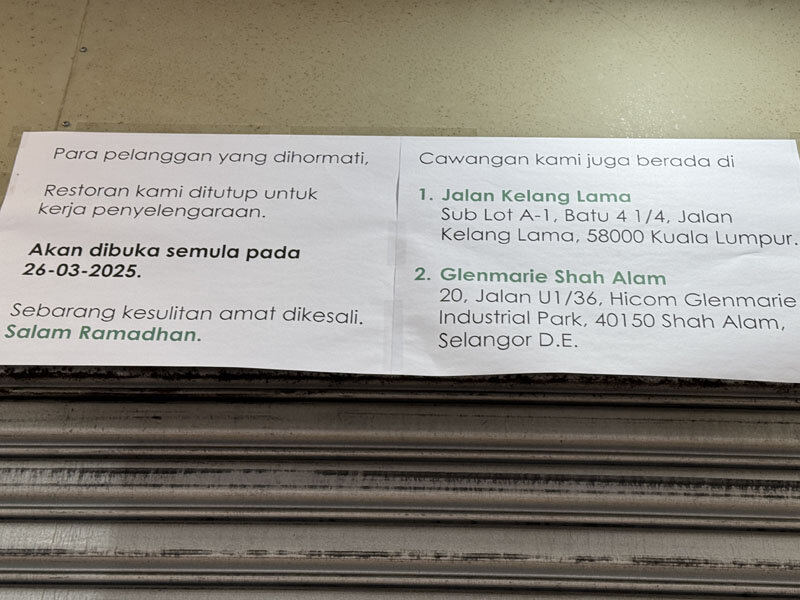 Para pelanggan yang dihormati,
Restoran kami ditutup untuk
kerja penyelengaraan.
Akan dibuka semula pada
26-03-2025.
Sebarang kesulitan amat dikesali.
Salam Ramadhan.
Cawangan kami juga berada di
1. Jalan Kelang Lama
Sub Lot A-1, Batu 4 1/4, Jalan
Kelang Lama, 58000 Kuala Lumpur.
2. Glenmarie Shah Alam
20, Jalan U1/36, Hicom Glenmarie
Industrial Park, 40150 Shah Alam,
Selangor D.E.